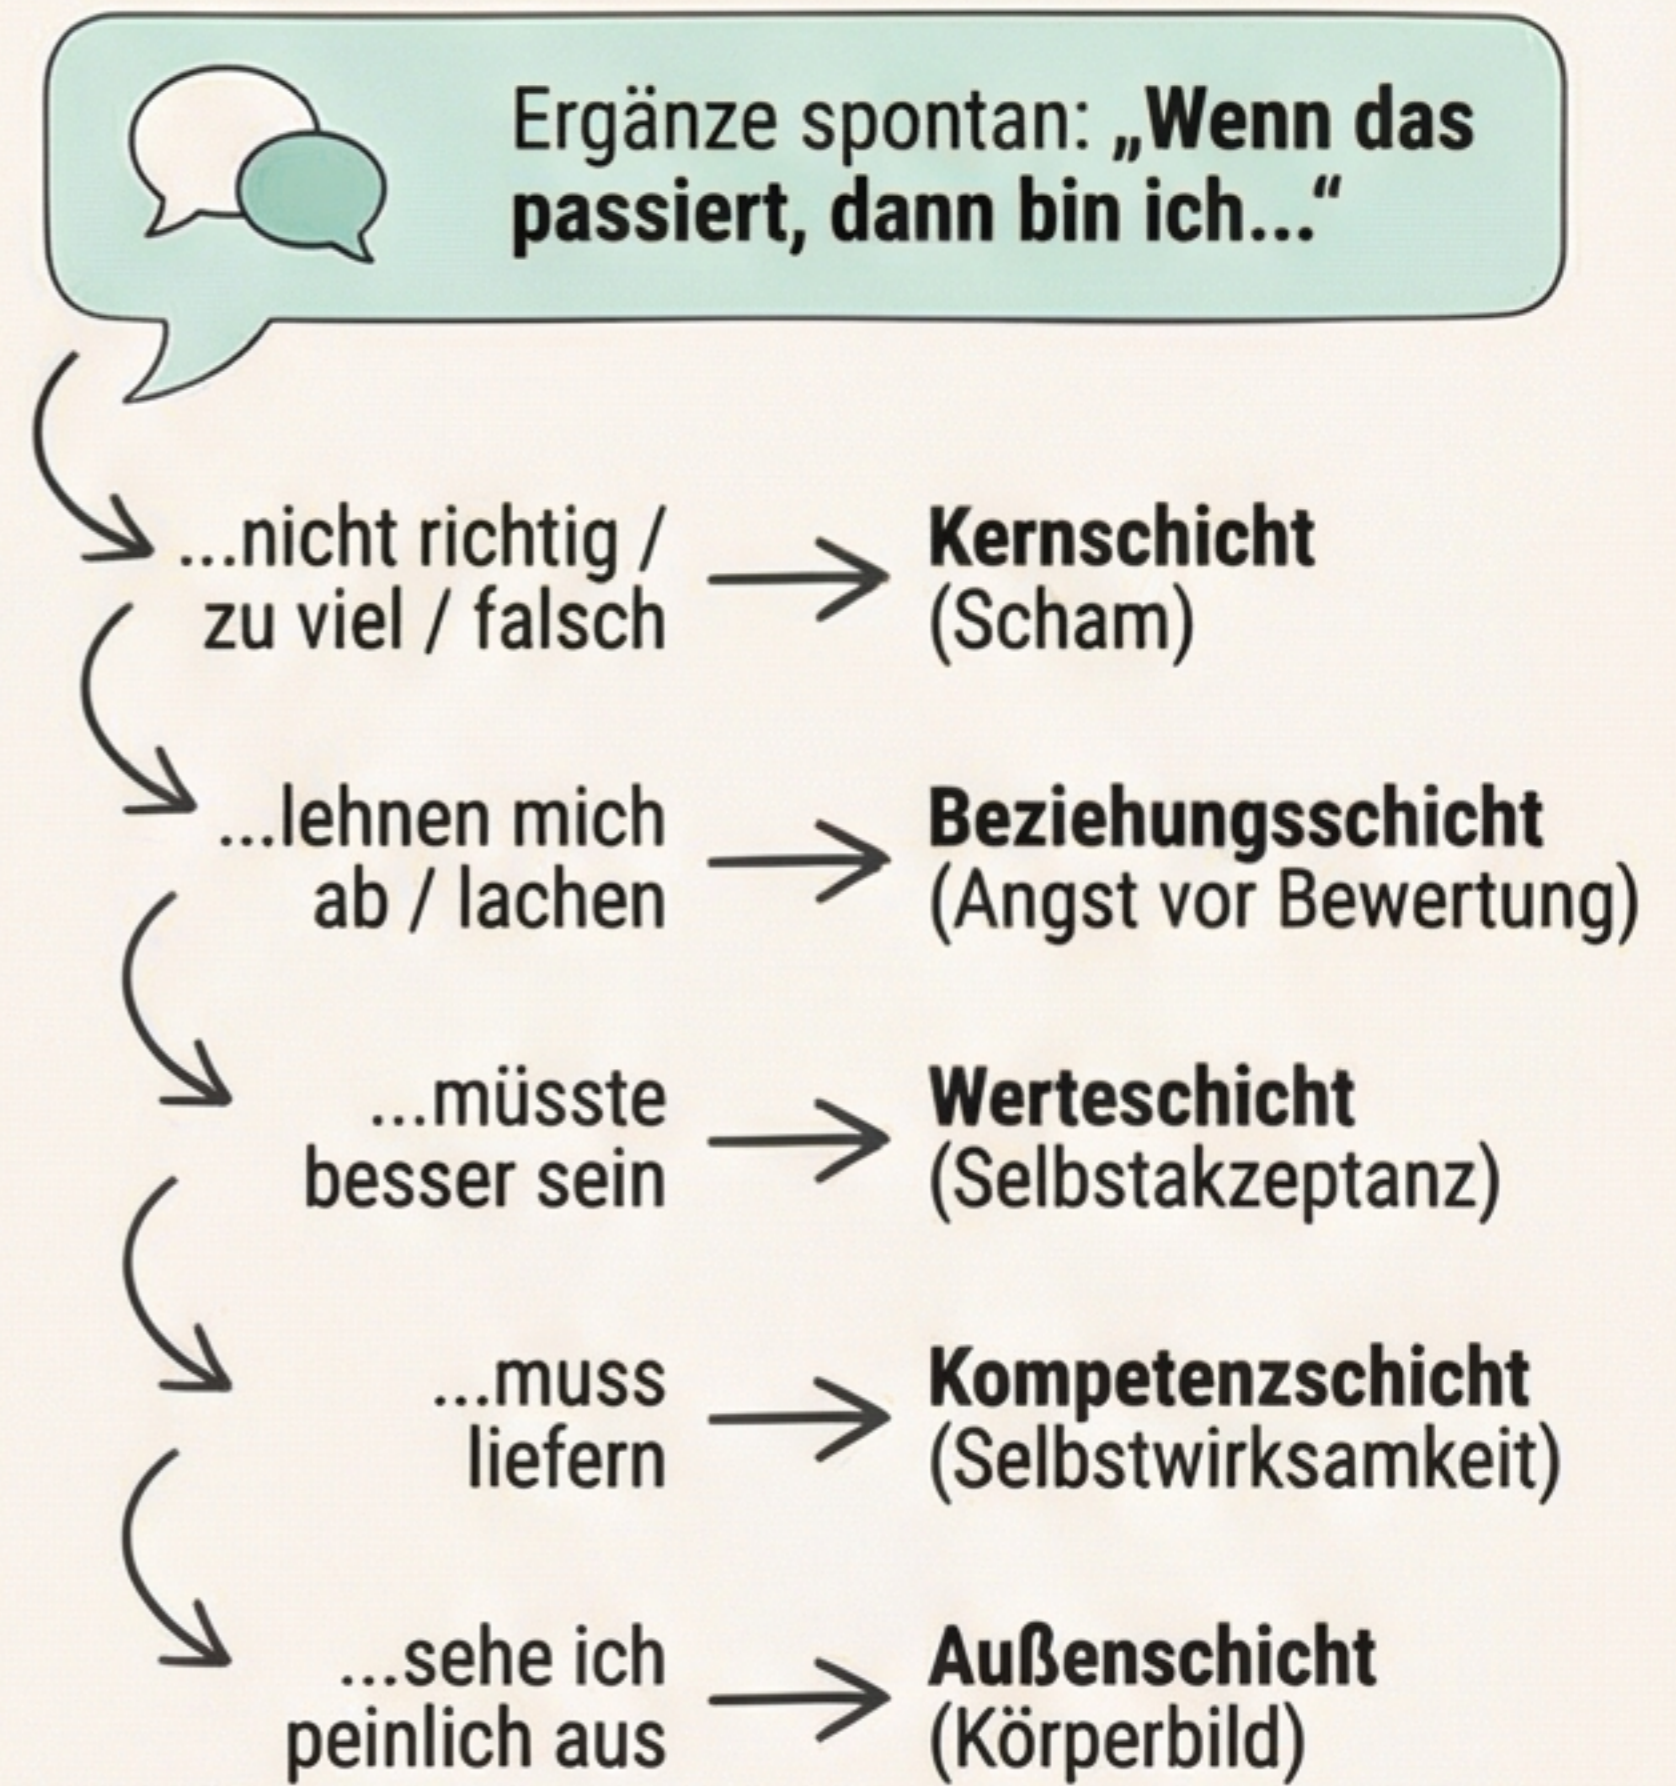 Ergänze spontan: „Wenn das
passiert, dann bin ich...“
...nicht richtig /
zu viel / falsch
Kernschicht
(Scham)
...lehnen mich
ab / lachen
Beziehungsschicht
(Angst vor Bewertung)
...müsste
besser sein
Werteschicht
(Selbstakzeptanz)
...muss
liefern
Kompetenzschicht
(Selbstwirksamkeit)
...sehe ich
peinlich aus
Außenschicht
(Körperbild)